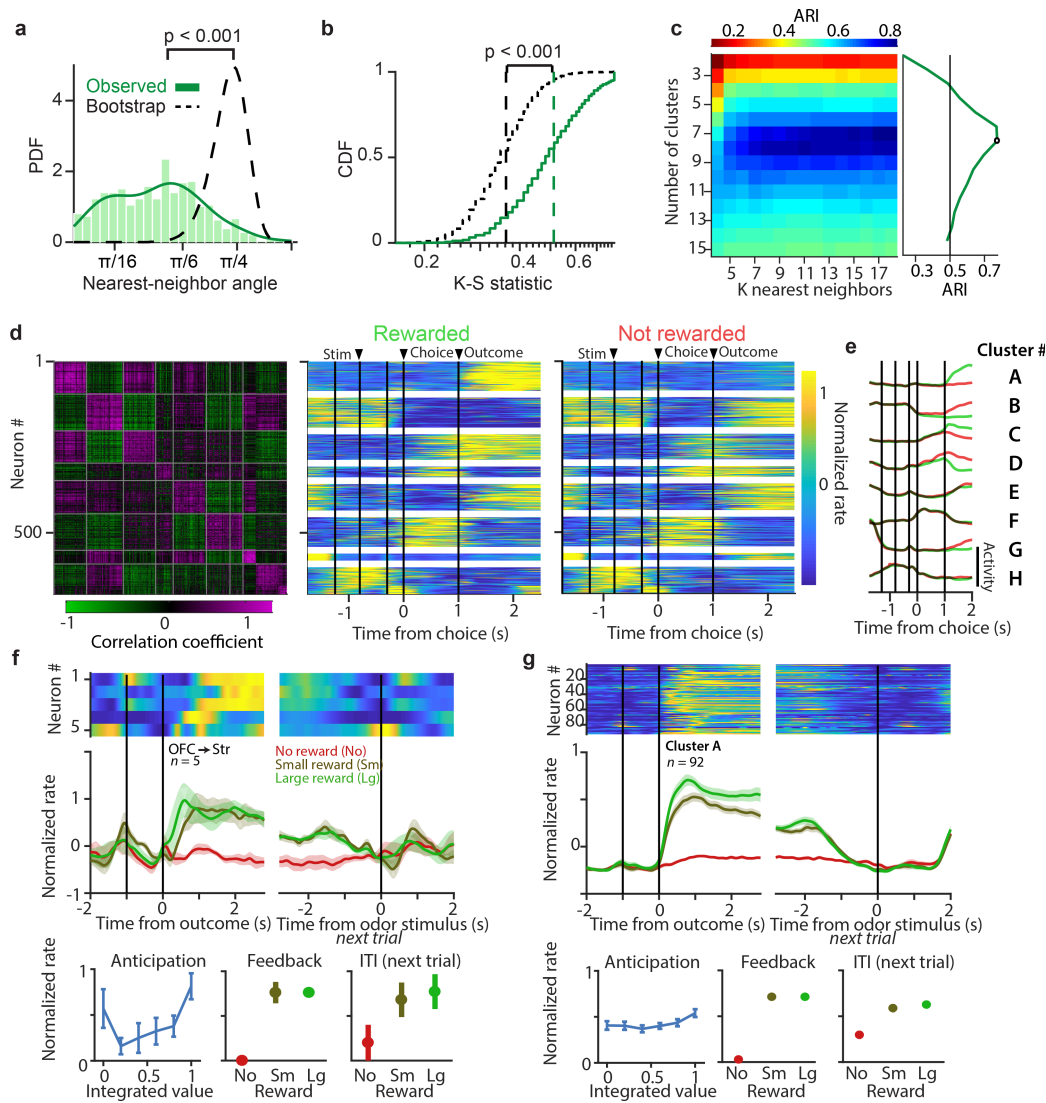 a
p < 0.001
Observed
Bootstrap
PDF
4
2
0
π/16
π/6
π/4
Nearest-neighbor angle
b
p < 0.001
CDF
1
0.5
0
0.2
0.4
0.6
K-S statistic
c
ARI
0.2
0.4
0.6
0.8
Number of clusters
3
5
7
9
11
13
15
5
7
9
11
13
15
17
K nearest neighbors
0.3
0.5
0.7
ARI
d
Rewarded
Not rewarded
Stim
Choice
Outcome
Stim
Choice
Outcome
Neuron #
1
500
-1
0
1
Correlation coefficient
-1
0
1
2
Time from choice (s)
-1
0
1
2
Time from choice (s)
1
0
Normalized rate
e
Cluster #
A
B
C
D
E
F
G
H
Activity
-1
0
1
2
Time from choice (s)
f
Neuron #
1
5
OFC→Str
n = 5
No reward (No)
Small reward (Sm)
Large reward (Lg)
Normalized rate
1
0
-1
-2
0
2
Time from outcome (s)
-2
0
2
Time from odor stimulus (s)
next trial
Normalized rate
1
0
Anticipation
0
0.5
1
Integrated value
Feedback
No
Sm
Lg
Reward
ITI (next trial)
No
Sm
Lg
Reward
g
Neuron #
20
40
60
80
Cluster A
n = 92
Normalized rate
1
0
-2
0
2
Time from outcome (s)
-2
0
2
Time from odor stimulus (s)
next trial
Normalized rate
1
0
Anticipation
0
0.5
1
Integrated value
Feedback
No
Sm
Lg
Reward
ITI (next trial)
No
Sm
Lg
Reward